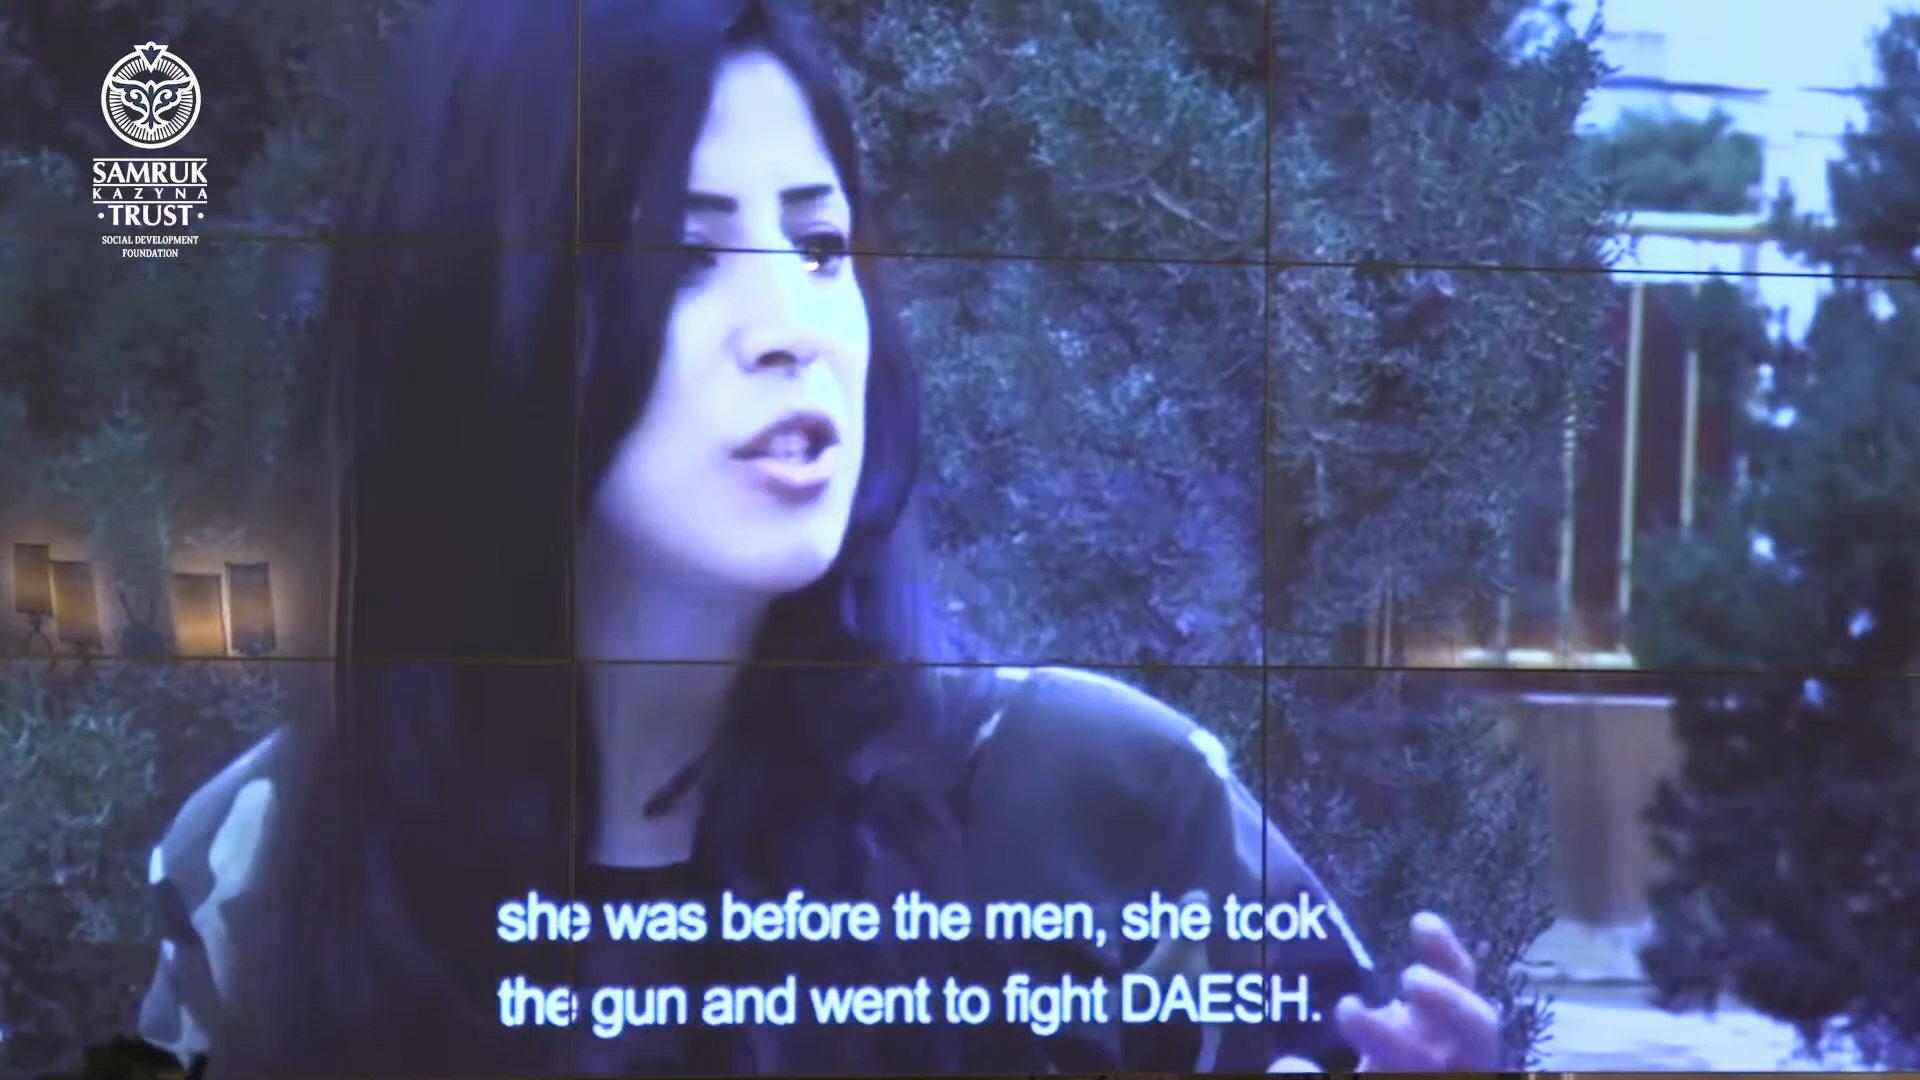 SAMRUK
KAZYNA
·TRUST·
SOCIAL DEVELOPMENT
FOUNDATION
she was before the men, she took
the gun and went to fight DAESH.